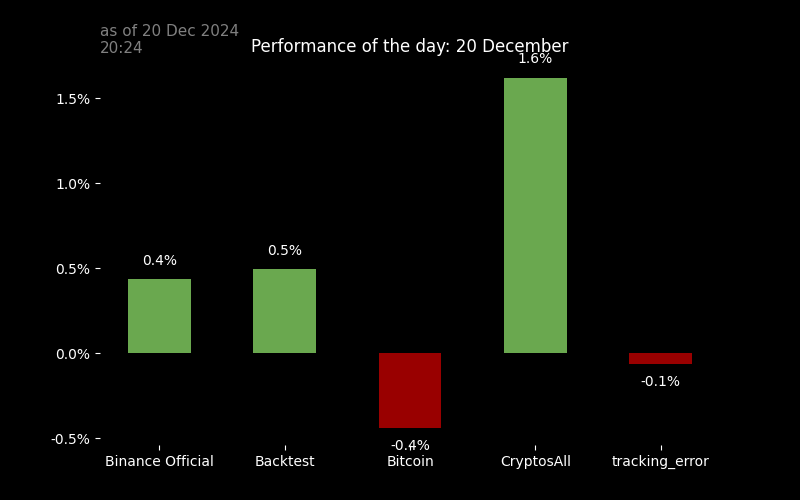 as of 20 Dec 2024
20:24
Performance of the day: 20 December
1.6%
1.5%
1.0%
0.5%
0.0%
-0.5%
0.4%
0.5%
-0.4%
-0.1%
Binance Official
Backtest
Bitcoin
CryptosAll
tracking_error